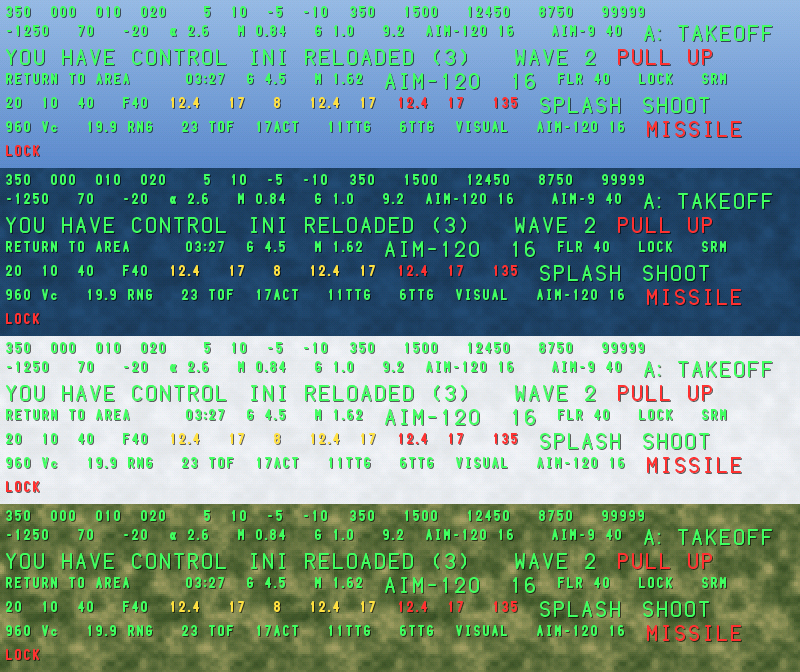 350 000 010 020 5 10 -5 -10 350 1500 12450 8750 99999
-1250 70 -20 α 2.6 M 0.84 G 1.0 9.2 AIM-120 16 AIM-9 40 A: TAKEOFF
YOU HAVE CONTROL INI RELOADED (3) WAVE 2 PULL UP
RETURN TO AREA 03:27 G 4.5 M 1.62 AIM-120 16 FLR 40 LOCK SRM
20 10 40 F40 12.4 17 8 12.4 17 12.4 17 135 SPLASH SHOOT
960 Vc 19.9 RNG 23 TOF 17ACT 11TTG 6TTG VISUAL AIM-120 16 MISSILE
LOCK
350 000 010 020 5 10 -5 -10 350 1500 12450 8750 99999
-1250 70 -20 α 2.6 M 0.84 G 1.0 9.2 AIM-120 16 AIM-9 40 A: TAKEOFF
YOU HAVE CONTROL INI RELOADED (3) WAVE 2 PULL UP
RETURN TO AREA 03:27 G 4.5 M 1.62 AIM-120 16 FLR 40 LOCK SRM
20 10 40 F40 12.4 17 8 12.4 17 12.4 17 135 SPLASH SHOOT
960 Vc 19.9 RNG 23 TOF 17ACT 11TTG 6TTG VISUAL AIM-120 16 MISSILE
LOCK
350 000 010 020 5 10 -5 -10 350 1500 12450 8750 99999
-1250 70 -20 α 2.6 M 0.84 G 1.0 9.2 AIM-120 16 AIM-9 40 A: TAKEOFF
YOU HAVE CONTROL INI RELOADED (3) WAVE 2 PULL UP
RETURN TO AREA 03:27 G 4.5 M 1.62 AIM-120 16 FLR 40 LOCK SRM
20 10 40 F40 12.4 17 8 12.4 17 12.4 17 135 SPLASH SHOOT
960 Vc 19.9 RNG 23 TOF 17ACT 11TTG 6TTG VISUAL AIM-120 16 MISSILE
LOCK
350 000 010 020 5 10 -5 -10 350 1500 12450 8750 99999
-1250 70 -20 α 2.6 M 0.84 G 1.0 9.2 AIM-120 16 AIM-9 40 A: TAKEOFF
YOU HAVE CONTROL INI RELOADED (3) WAVE 2 PULL UP
RETURN TO AREA 03:27 G 4.5 M 1.62 AIM-120 16 FLR 40 LOCK SRM
20 10 40 F40 12.4 17 8 12.4 17 12.4 17 135 SPLASH SHOOT
960 Vc 19.9 RNG 23 TOF 17ACT 11TTG 6TTG VISUAL AIM-120 16 MISSILE
LOCK